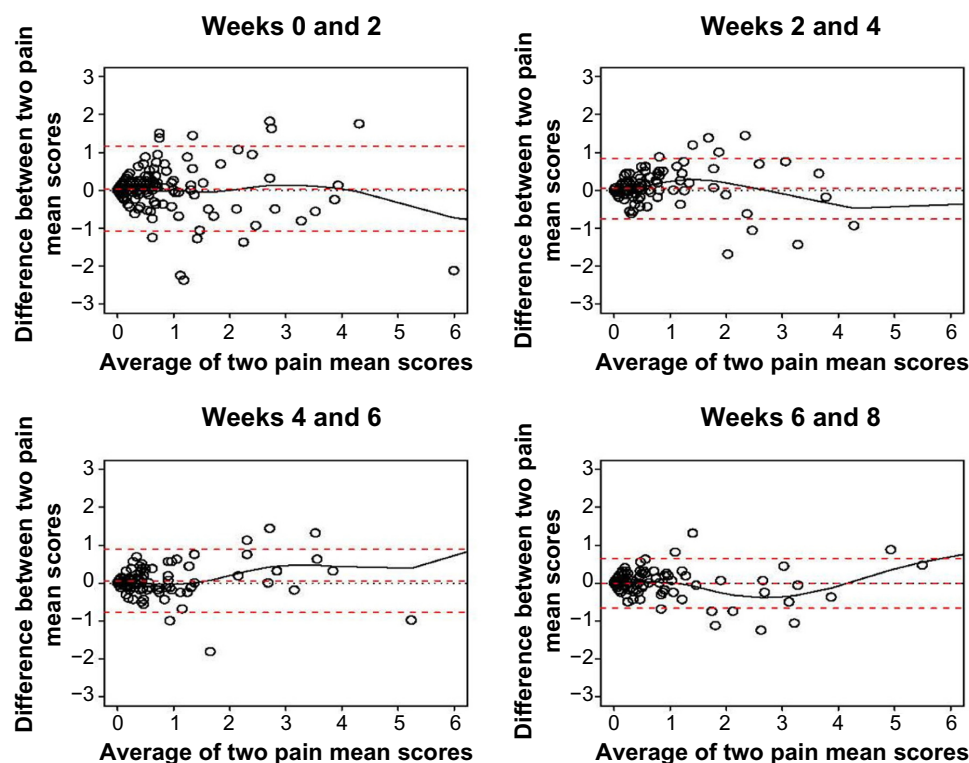 Weeks 0 and 2
Difference between two pain
mean scores
3
2
1
0
−1
−2
−3
0 1 2 3 4 5 6
Average of two pain mean scores
Weeks 2 and 4
Difference between two pain
mean scores
3
2
1
0
−1
−2
−3
0 1 2 3 4 5 6
Average of two pain mean scores
Weeks 4 and 6
Difference between two pain
mean scores
3
2
1
0
−1
−2
−3
0 1 2 3 4 5 6
Average of two pain mean scores
Weeks 6 and 8
Difference between two pain
mean scores
3
2
1
0
−1
−2
−3
0 1 2 3 4 5 6
Average of two pain mean scores